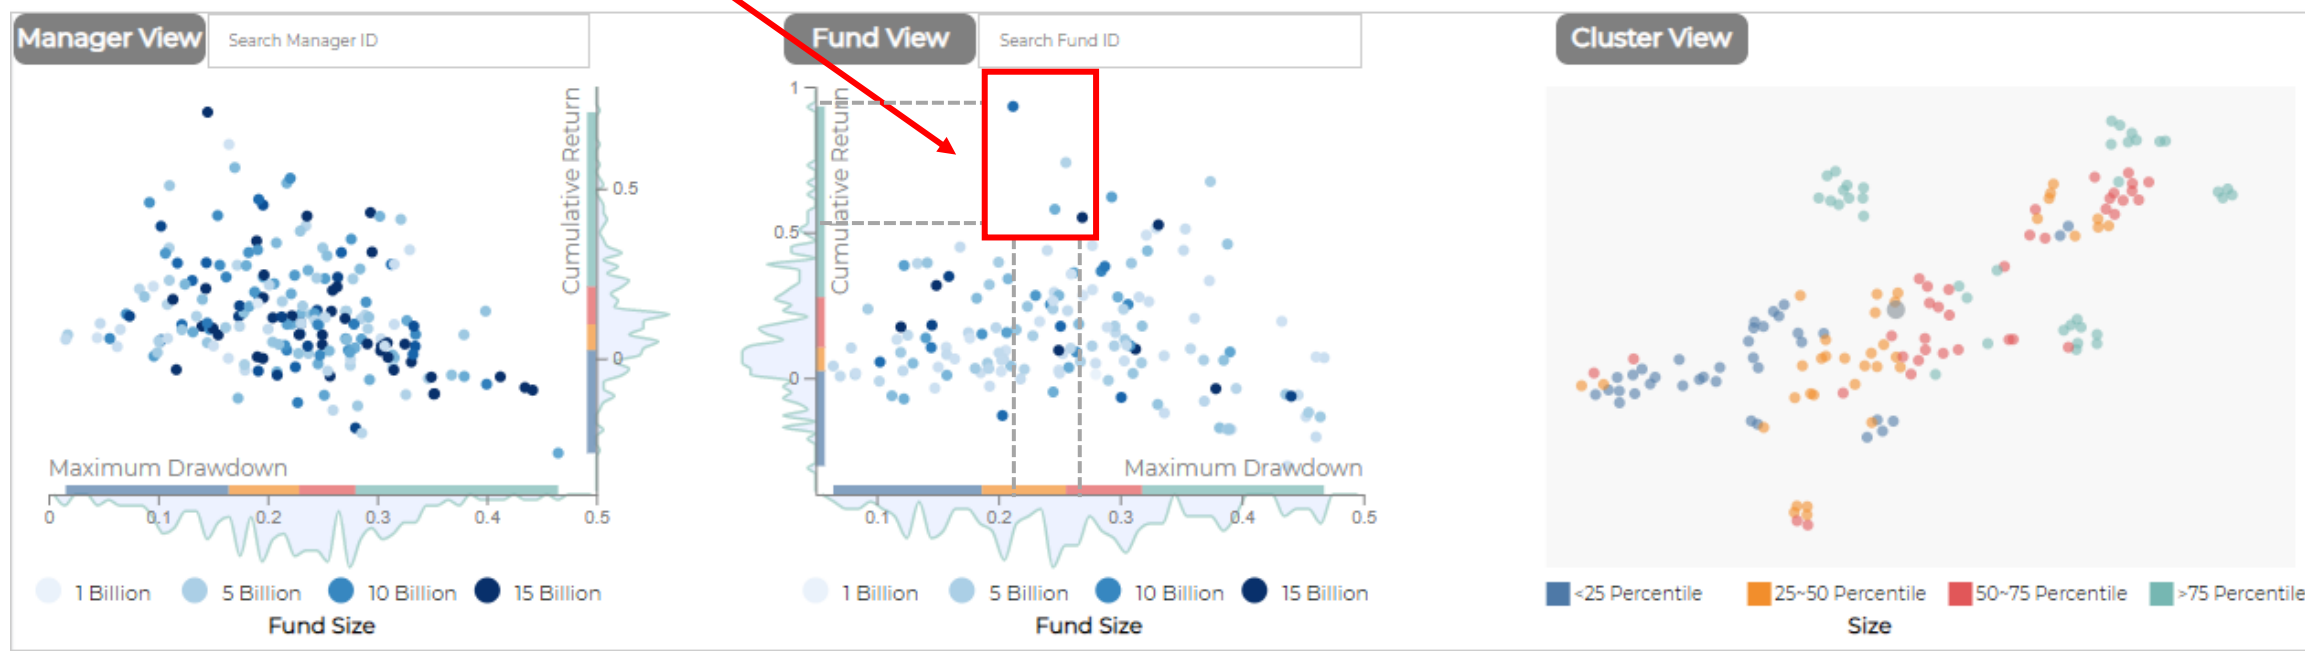 Manager View
Search Manager ID
Cumulative Return
0.5
0
Maximum Drawdown
0
0.1
0.2
0.3
0.4
0.5
1 Billion
5 Billion
10 Billion
15 Billion
Fund Size
Fund View
Search Fund ID
1
Cumulative Return
0.5
0
Maximum Drawdown
0.1
0.2
0.3
0.4
0.5
1 Billion
5 Billion
10 Billion
15 Billion
Fund Size
Cluster View
<25 Percentile
25~50 Percentile
50~75 Percentile
>75 Percentile
Size